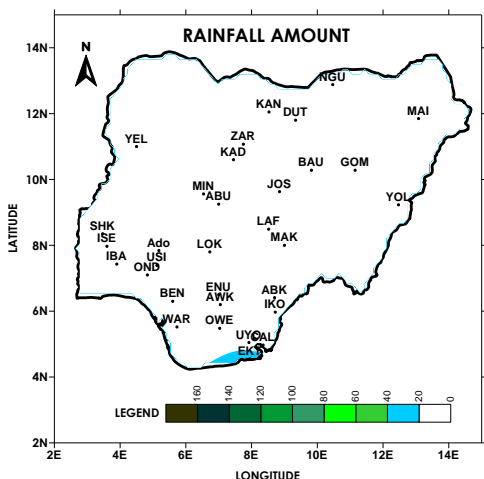 RAINFALL AMOUNT
14N
N
NGU
12N
KAN
DUT
MAI
YEL
ZAR
KAD
10N
BAU
GOM
MIN
ABU
JOS
YOL
LATITUDE
8N
SHK
ISE
IBA
Ado
USI
OND
LOK
LAF
MAK
6N
BEN
ENU
AWK
ABK
IKO
WAR
OWE
UYO
CAL
EK
4N
LEGEND
160
140
120
100
80
60
40
20
0
2N
2E
4E
6E
8E
10E
12E
14E
LONGITUDE